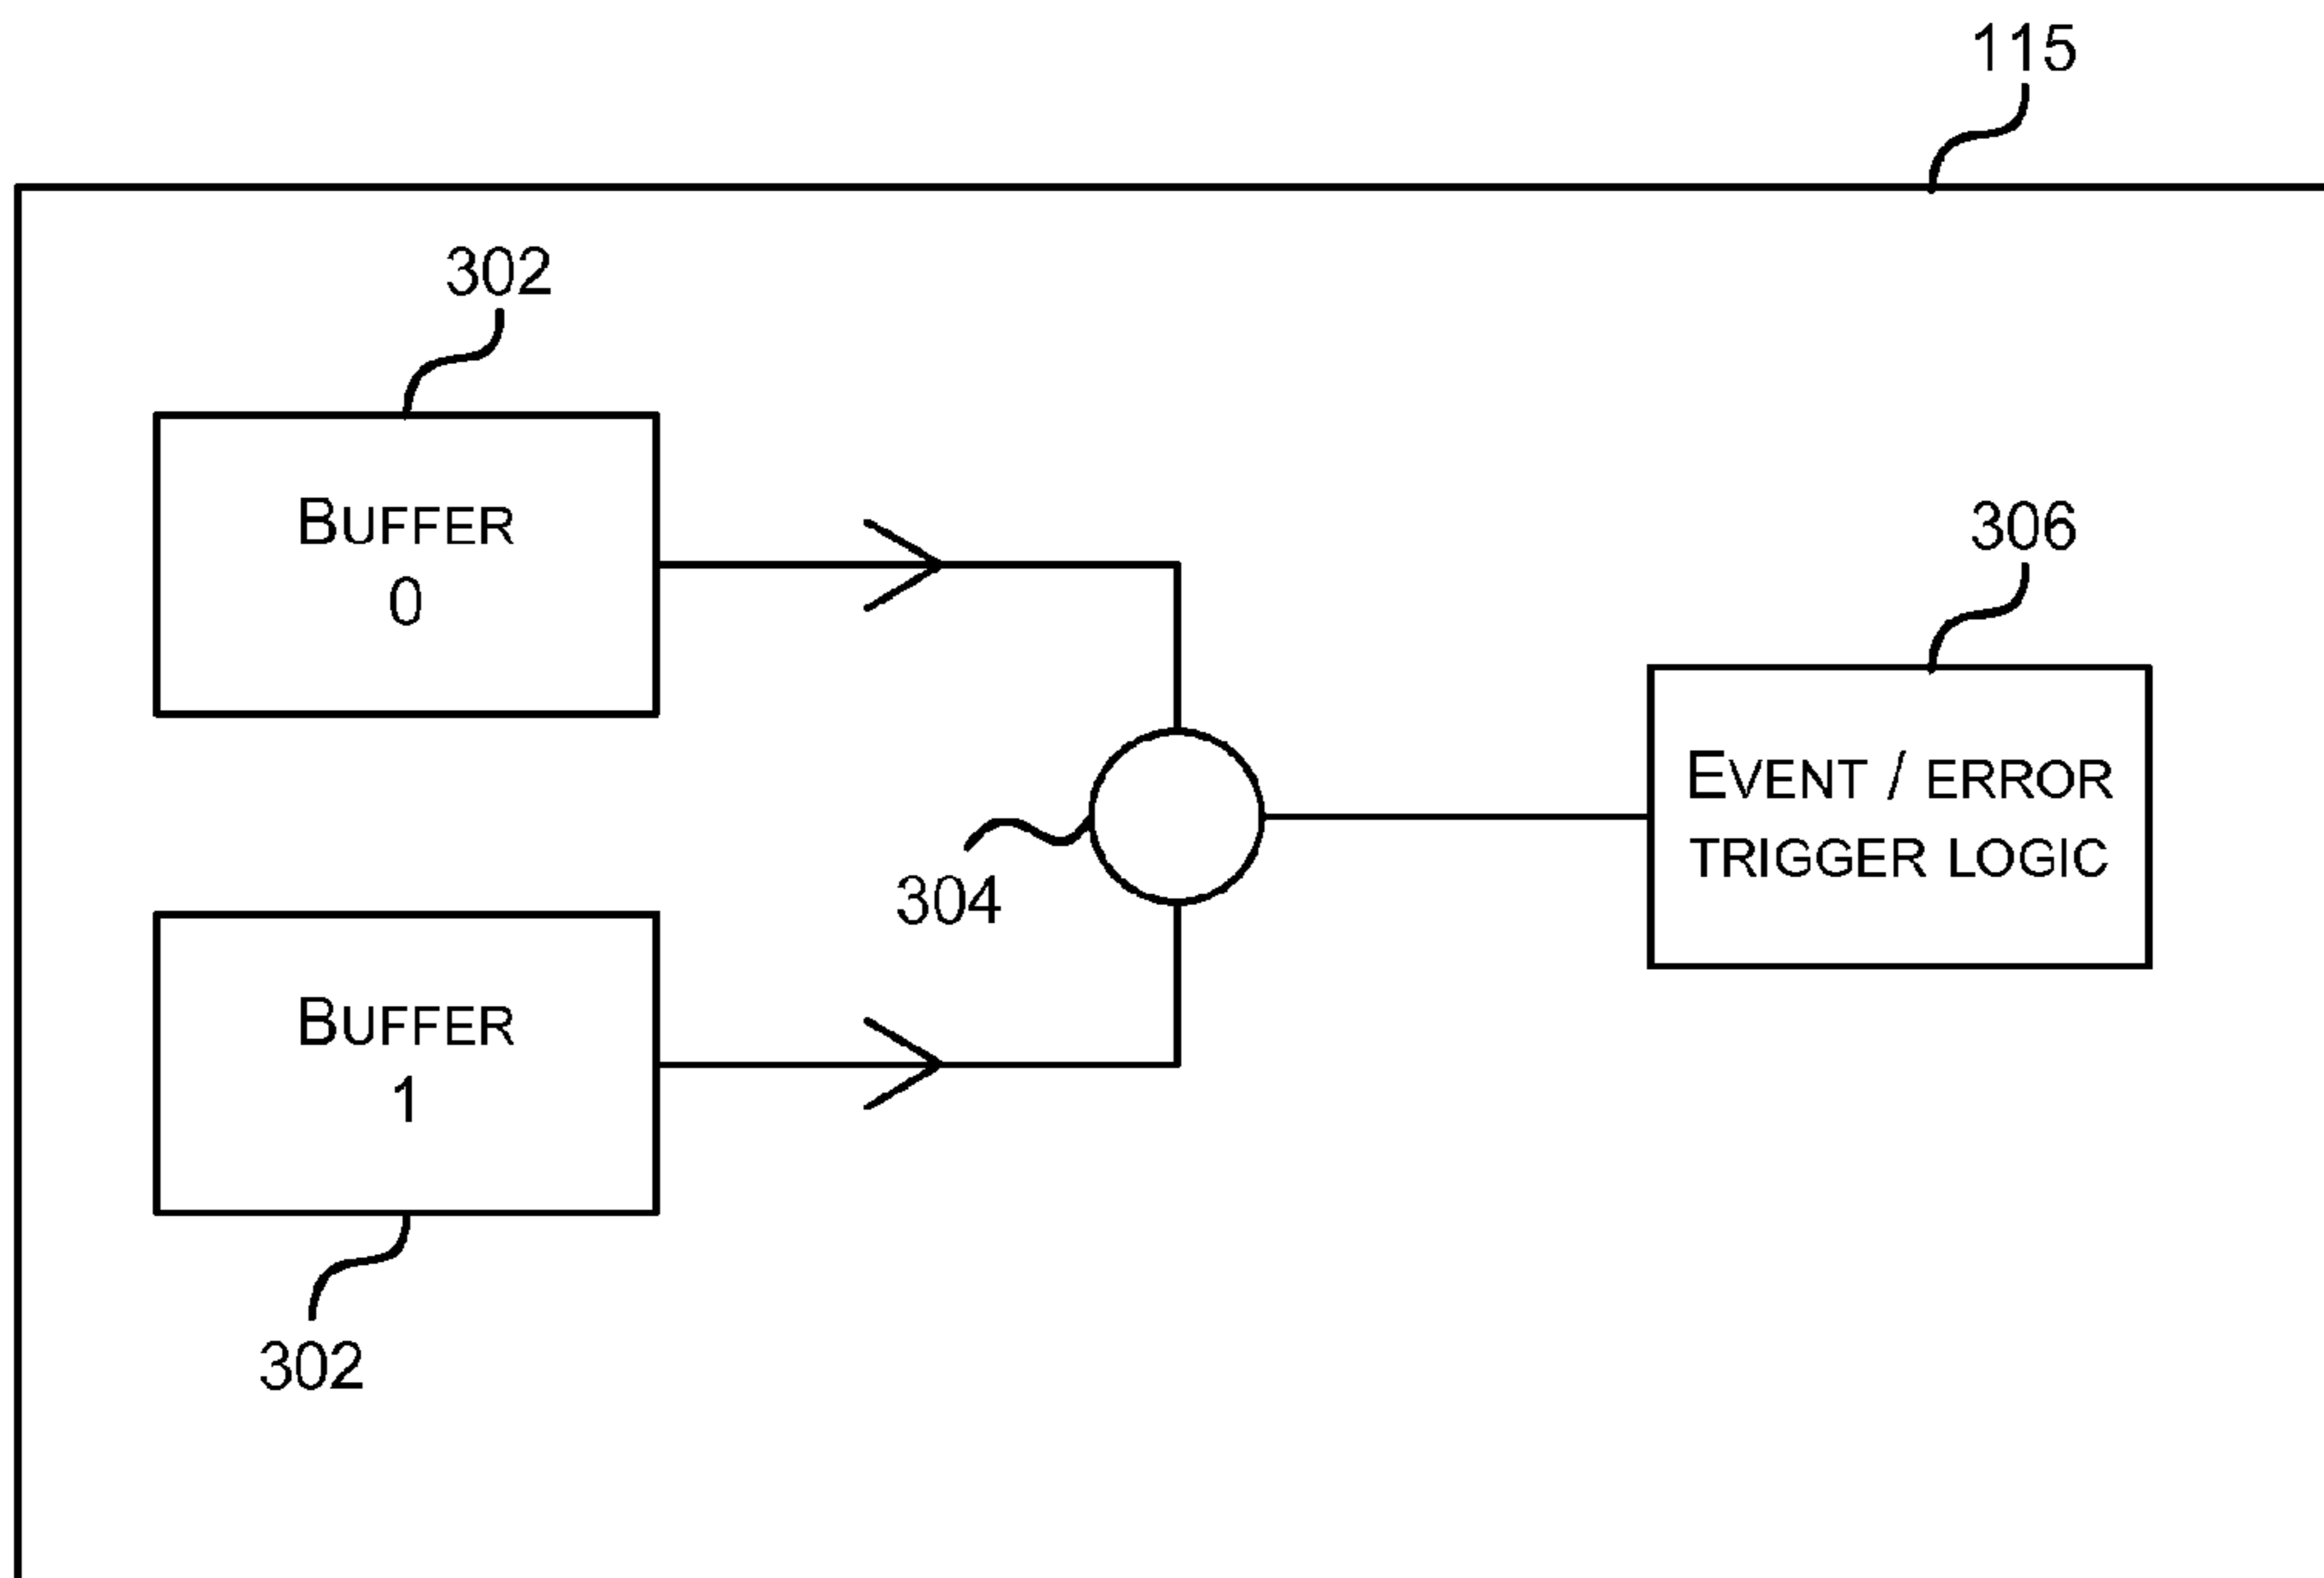 115
302
BUFFER
0
306
EVENT / ERROR
TRIGGER LOGIC
304
BUFFER
1
302